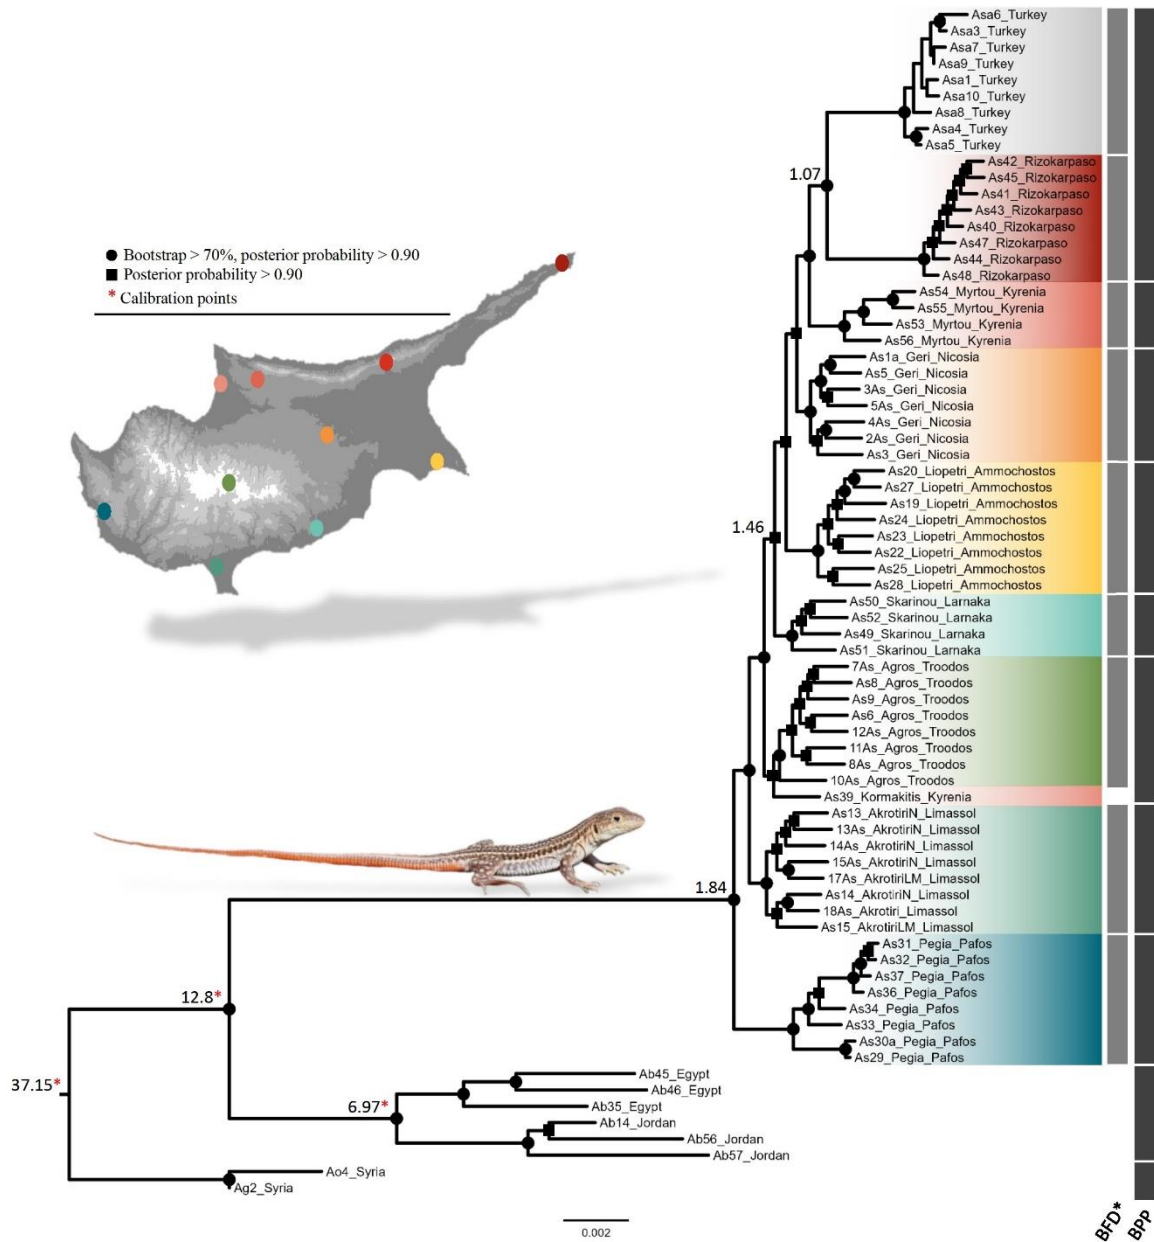 Asa6_Turkey
Asa3_Turkey
Asa7_Turkey
Asa9_Turkey
Asa1_Turkey
Asa10_Turkey
Asa8_Turkey
Asa4_Turkey
Asa5_Turkey
1.07
As42_Rizokarpaso
As45_Rizokarpaso
As41_Rizokarpaso
As43_Rizokarpaso
As40_Rizokarpaso
As47_Rizokarpaso
As44_Rizokarpaso
As48_Rizokarpaso
Bootstrap > 70%, posterior probability > 0.90
Posterior probability > 0.90
* Calibration points
As54_Myrtou_Kyrenia
As55_Myrtou_Kyrenia
As53_Myrtou_Kyrenia
As56_Myrtou_Kyrenia
As1a_Geri_Nicosia
As5_Geri_Nicosia
3As_Geri_Nicosia
5As_Geri_Nicosia
4As_Geri_Nicosia
2As_Geri_Nicosia
As3_Geri_Nicosia
As20_Liopetri_Ammochostos
As27_Liopetri_Ammochostos
As19_Liopetri_Ammochostos
As24_Liopetri_Ammochostos
1.46
As23_Liopetri_Ammochostos
As22_Liopetri_Ammochostos
As25_Liopetri_Ammochostos
As28_Liopetri_Ammochostos
As50_Skarinou_Larnaka
As52_Skarinou_Larnaka
As49_Skarinou_Larnaka
As51_Skarinou_Larnaka
7As_Agros_Troodos
As8_Agros_Troodos
As9_Agros_Troodos
As6_Agros_Troodos
12As_Agros_Troodos
11As_Agros_Troodos
8As_Agros_Troodos
10As_Agros_Troodos
As39_Kormakitis_Kyrenia
As13_AkrotiriN_Limassol
13As_AkrotiriN_Limassol
14As_AkrotiriN_Limassol
15As_AkrotiriN_Limassol
17As_AkrotiriLM_Limassol
1.84
As14_AkrotiriN_Limassol
18As_Akrotiri_Limassol
As15_AkrotiriLM_Limassol
As31_Pegia_Pafos
As32_Pegia_Pafos
As37_Pegia_Pafos
As36_Pegia_Pafos
12.8*
As34_Pegia_Pafos
As33_Pegia_Pafos
As30a_Pegia_Pafos
As29_Pegia_Pafos
37.15*
Ab45_Egypt
Ab46_Egypt
6.97*
Ab35_Egypt
Ab14_Jordan
Ab56_Jordan
Ab57_Jordan
Ao4_Syria
Ag2_Syria
0.002
BFD*
BPP